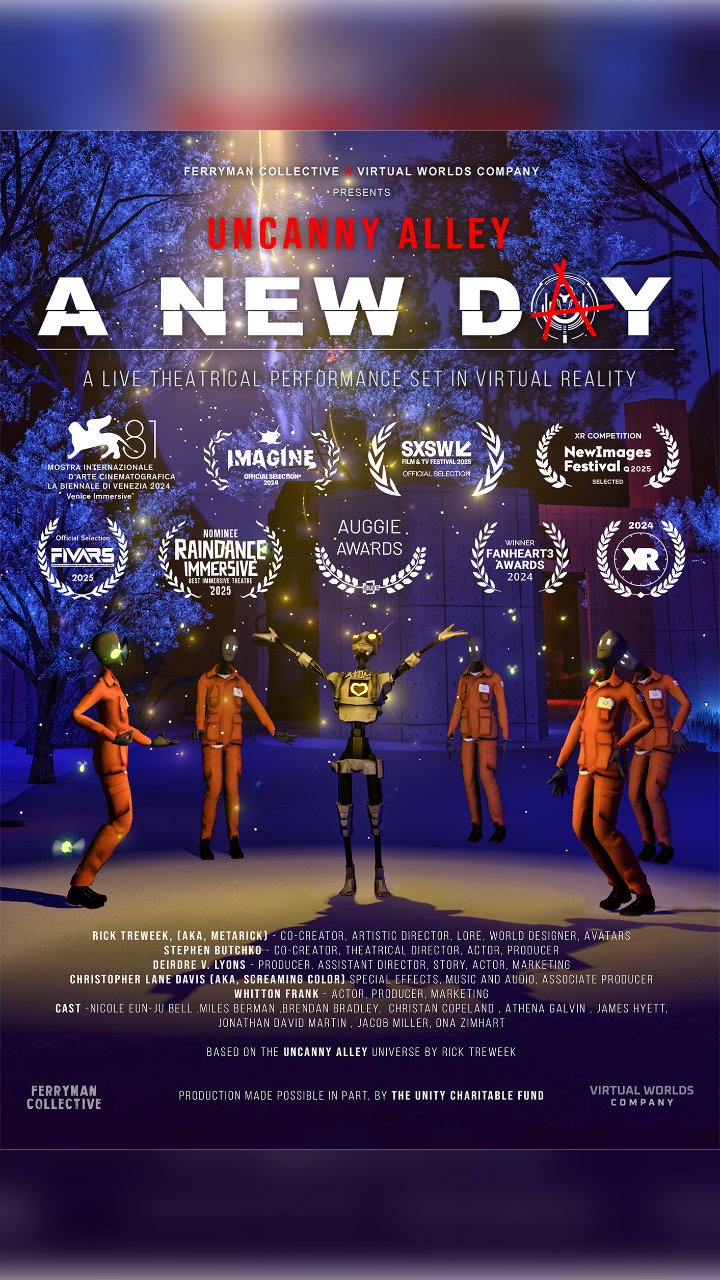 FERRYMAN COLLECTIVE X VIRTUAL WORLDS COMPANY
PRESENTS
UNCANNY ALLEY
A NEW DAY
A LIVE THEATRICAL PERFORMANCE SET IN VIRTUAL REALITY
81
MOSTRA INTERNAZIONALE
D'ARTE CINEMATOGRAFICA
LA BIENNALE DI VENEZIA 2024
"Venice Immersive"
IMAGINE
OFFICIAL SELECTION
2024
SXSW
FILM & TV FESTIVAL 2025
OFFICIAL SELECTION
XR COMPETITION
NewImages
Festival 2025
SELECTED
Official Selection
FIVARS
2025
NOMINEE
RAINDANCE
IMMERSIVE
BEST IMMERSIVE THEATRE
2025
AUGGIE
AWARDS
WINNER
FANHEART3
AWARDS
2024
2024
XR
RICK TREWEEK, (AKA, METARICK) - CO-CREATOR, ARTISTIC DIRECTOR, LORE, WORLD DESIGNER, AVATARS
STEPHEN BUTCHKO - CO-CREATOR, THEATRICAL DIRECTOR, ACTOR, PRODUCER
DEIRDRE V. LYONS - PRODUCER, ASSISTANT DIRECTOR, STORY, ACTOR, MARKETING
CHRISTOPHER LANE DAVIS (AKA, SCREAMING COLOR) SPECIAL EFFECTS, MUSIC AND AUDIO, ASSOCIATE PRODUCER
WHITTON FRANK - ACTOR, PRODUCER, MARKETING
CAST -NICOLE EUN-JU BELL ,MILES BERMAN ,BRENDAN BRADLEY, CHRISTAN COPELAND , ATHENA GALVIN , JAMES HYETT,
JONATHAN DAVID MARTIN , JACOB MILLER, ONA ZIMHART
BASED ON THE UNCANNY ALLEY UNIVERSE BY RICK TREWEEK
FERRYMAN
COLLECTIVE
PRODUCTION MADE POSSIBLE IN PART, BY THE UNITY CHARITABLE FUND
VIRTUAL WORLDS
COMPANY